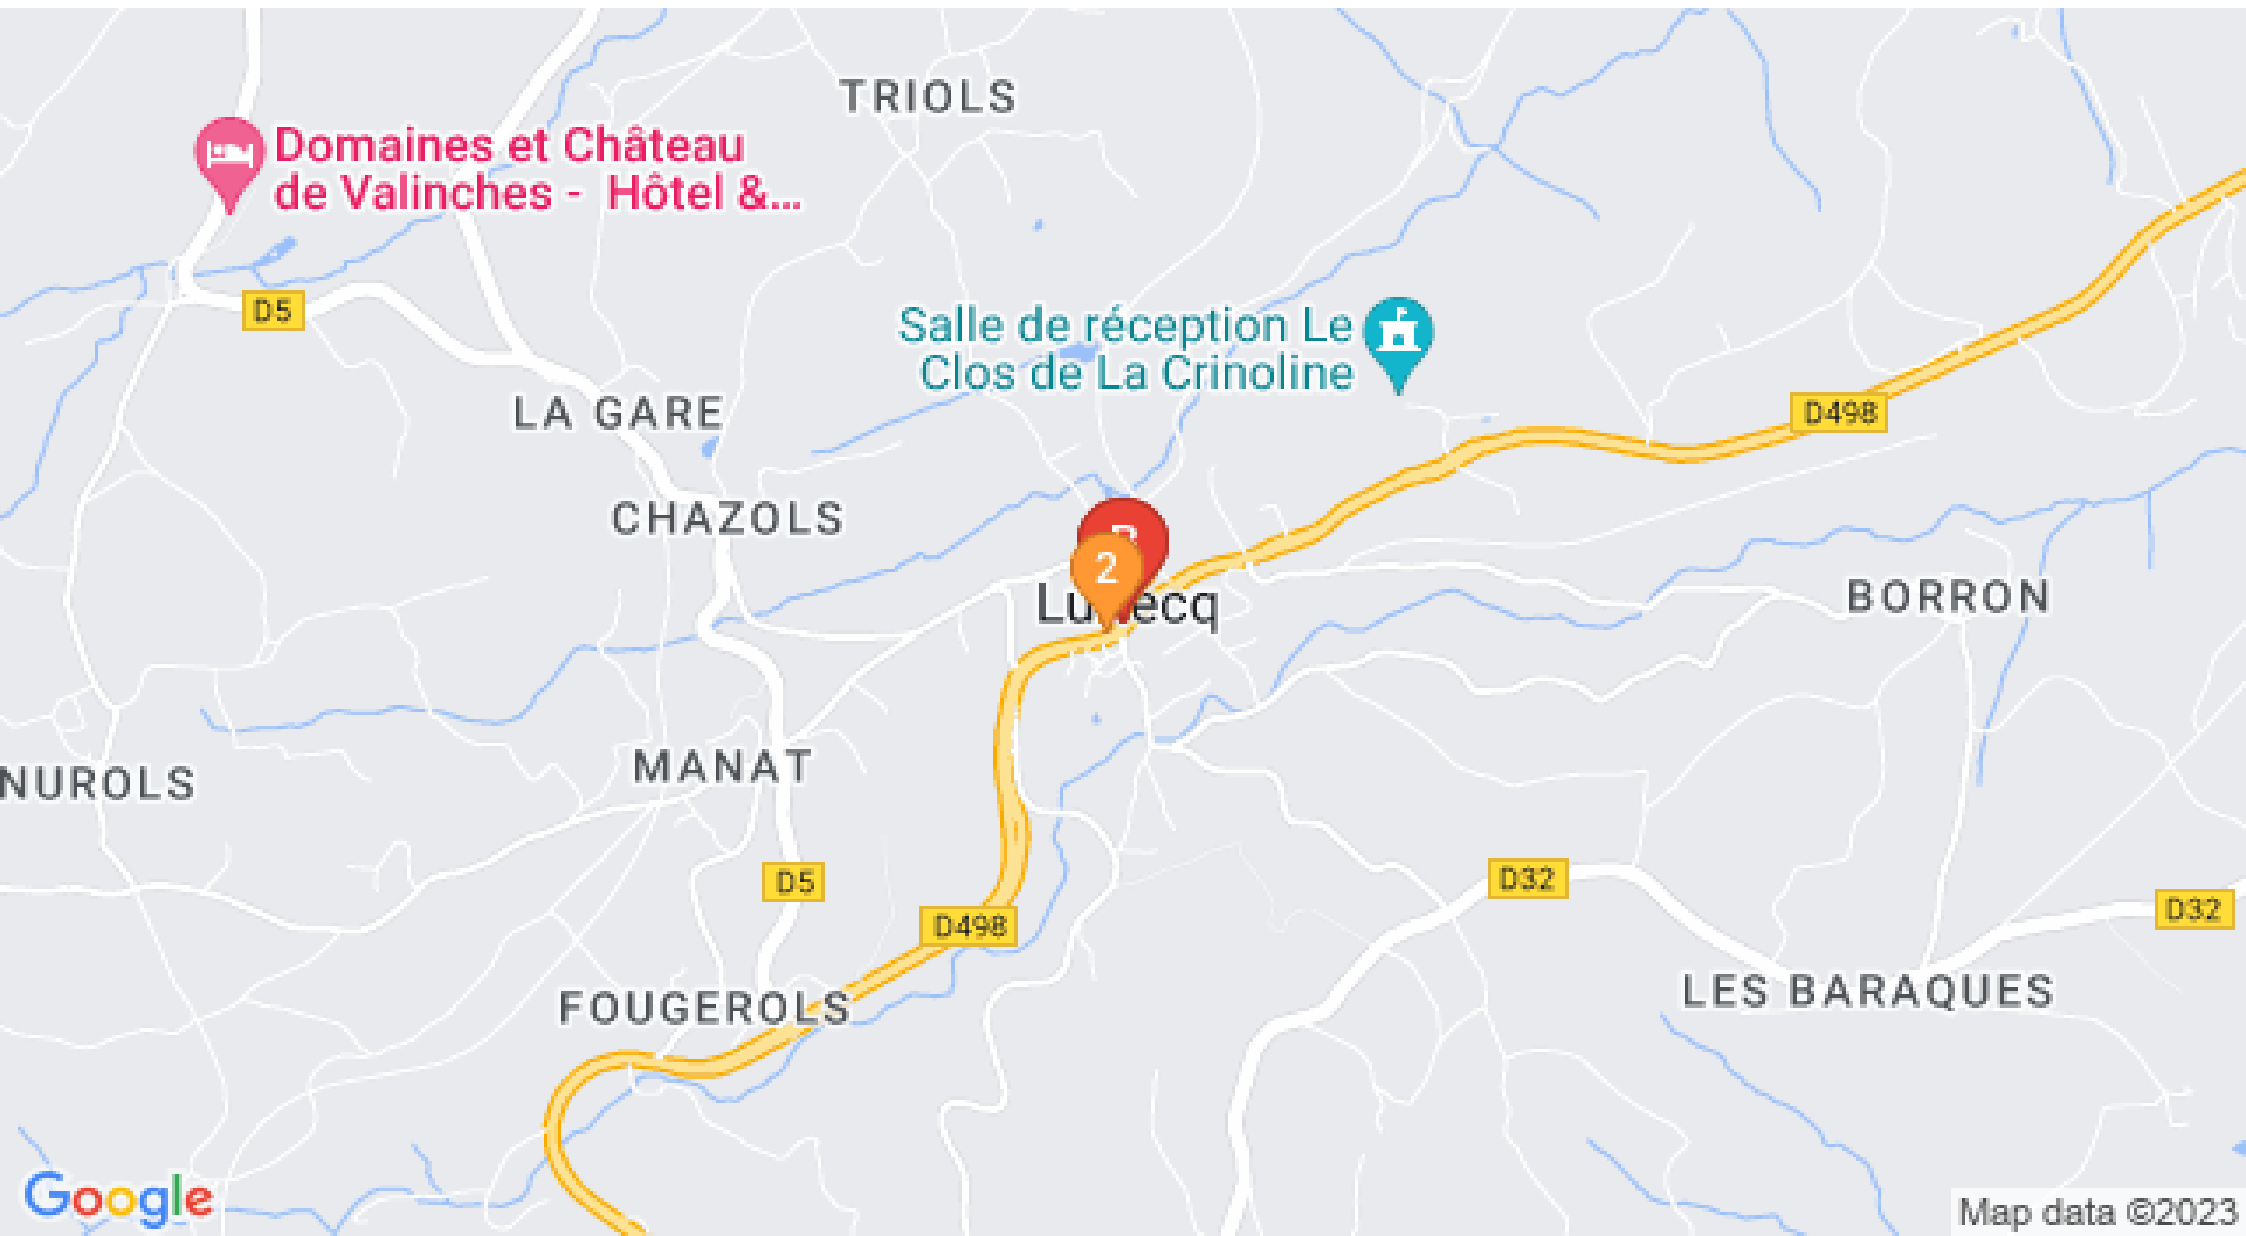 TRIOLS
Domaines et Château
de Valinches - Hôtel &...
D5
Salle de réception Le
Clos de La Crinoline
LA GARE
D498
CHAZOLS
2
BORRON
MANAT
NUROLS
D5
D32
D498
D32
LES BARAQUES
FOUGEROLS
Google
Map data ©2023